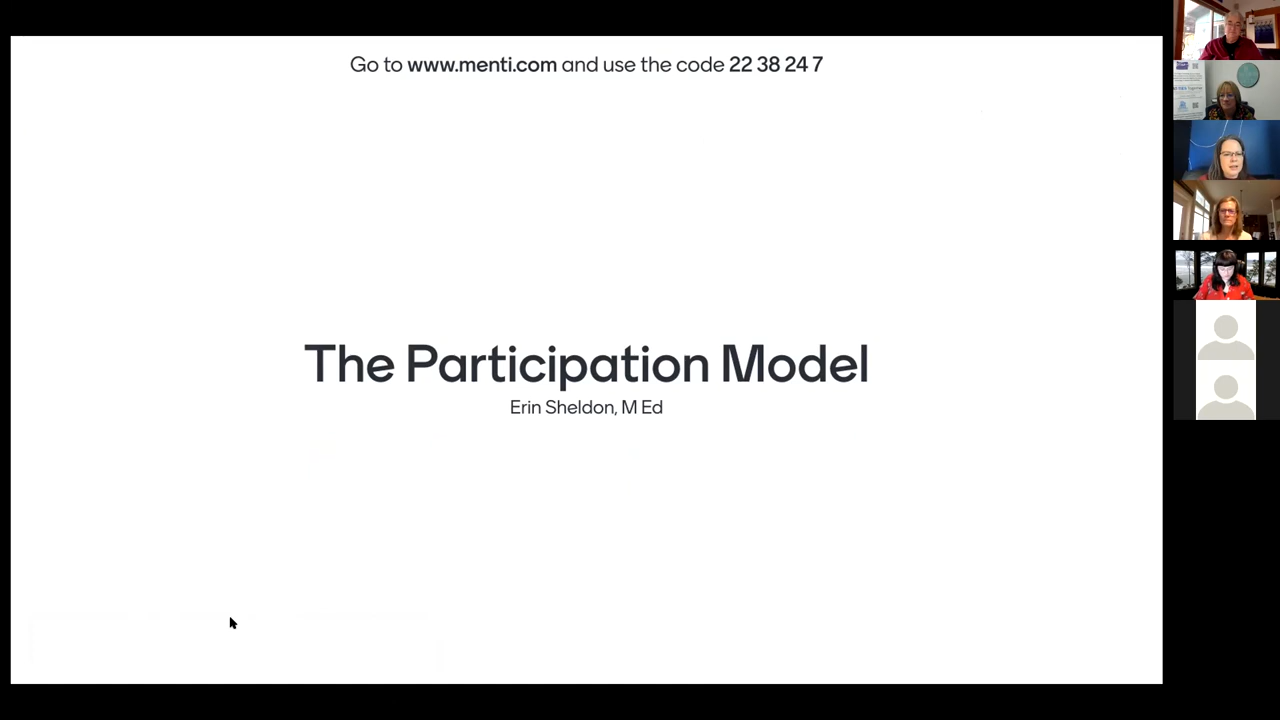 Go to www.menti.com and use the code 22 38 24 7
The Participation Model
Erin Sheldon, M Ed